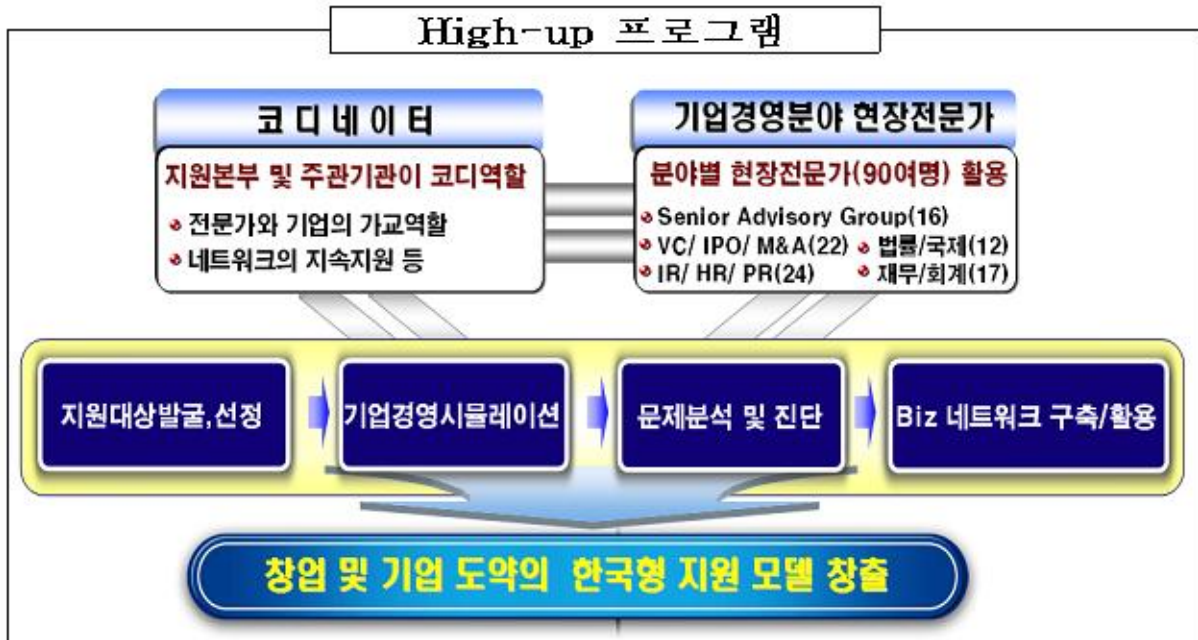 High-up 프로그램
코 디 네 이 터
지원본부 및 주관기관이 코디역할
전문가와 기업의 가교역활
네트워크의 지속지원 등
기업경영분야 현장전문가
분야별 현장전문가(90여명) 활용
Senior Advisory Group(16)
VC/ IPO/ M&A(22) 법률/국제(12)
IR/ HR/ PR(24) 재무/회계(17)
지원대상발굴,선정
기업경영시뮬레이션
문제분석 및 진단
Biz 네트워크 구축/활용
창업 및 기업 도약의 한국형 지원 모델 창출